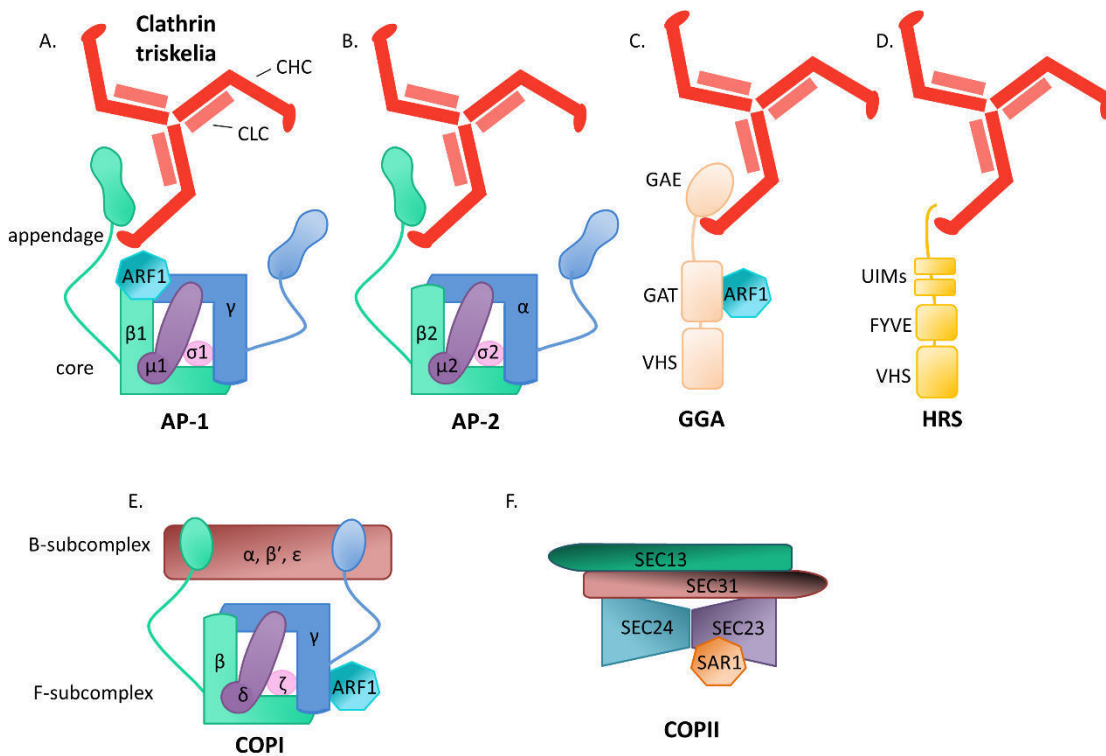 A.
Clathrin
triskelia
CHC
CLC
appendage
ARF1
β1
γ
μ1
σ1
core
AP-1
B.
β2
α
μ2
σ2
AP-2
C.
GAE
GAT
ARF1
VHS
GGA
D.
UIMs
FYVE
VHS
HRS
E.
B-subcomplex
α, β′, ε
β
γ
δ
ζ
ARF1
F-subcomplex
COPI
F.
SEC13
SEC31
SEC24
SEC23
SAR1
COPII